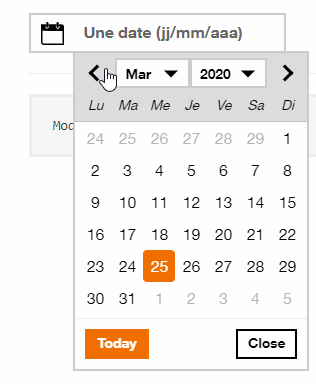 Une date (jj/mm/aaa)
Mar 2020
Lu Ma Me Je Ve Sa Di
24 25 26 27 28 29 1
2 3 4 5 6 7 8
9 10 11 12 13 14 15
16 17 18 19 20 21 22
23 24 25 26 27 28 29
30 31 1 2 3 4 5
Mod
Today Close